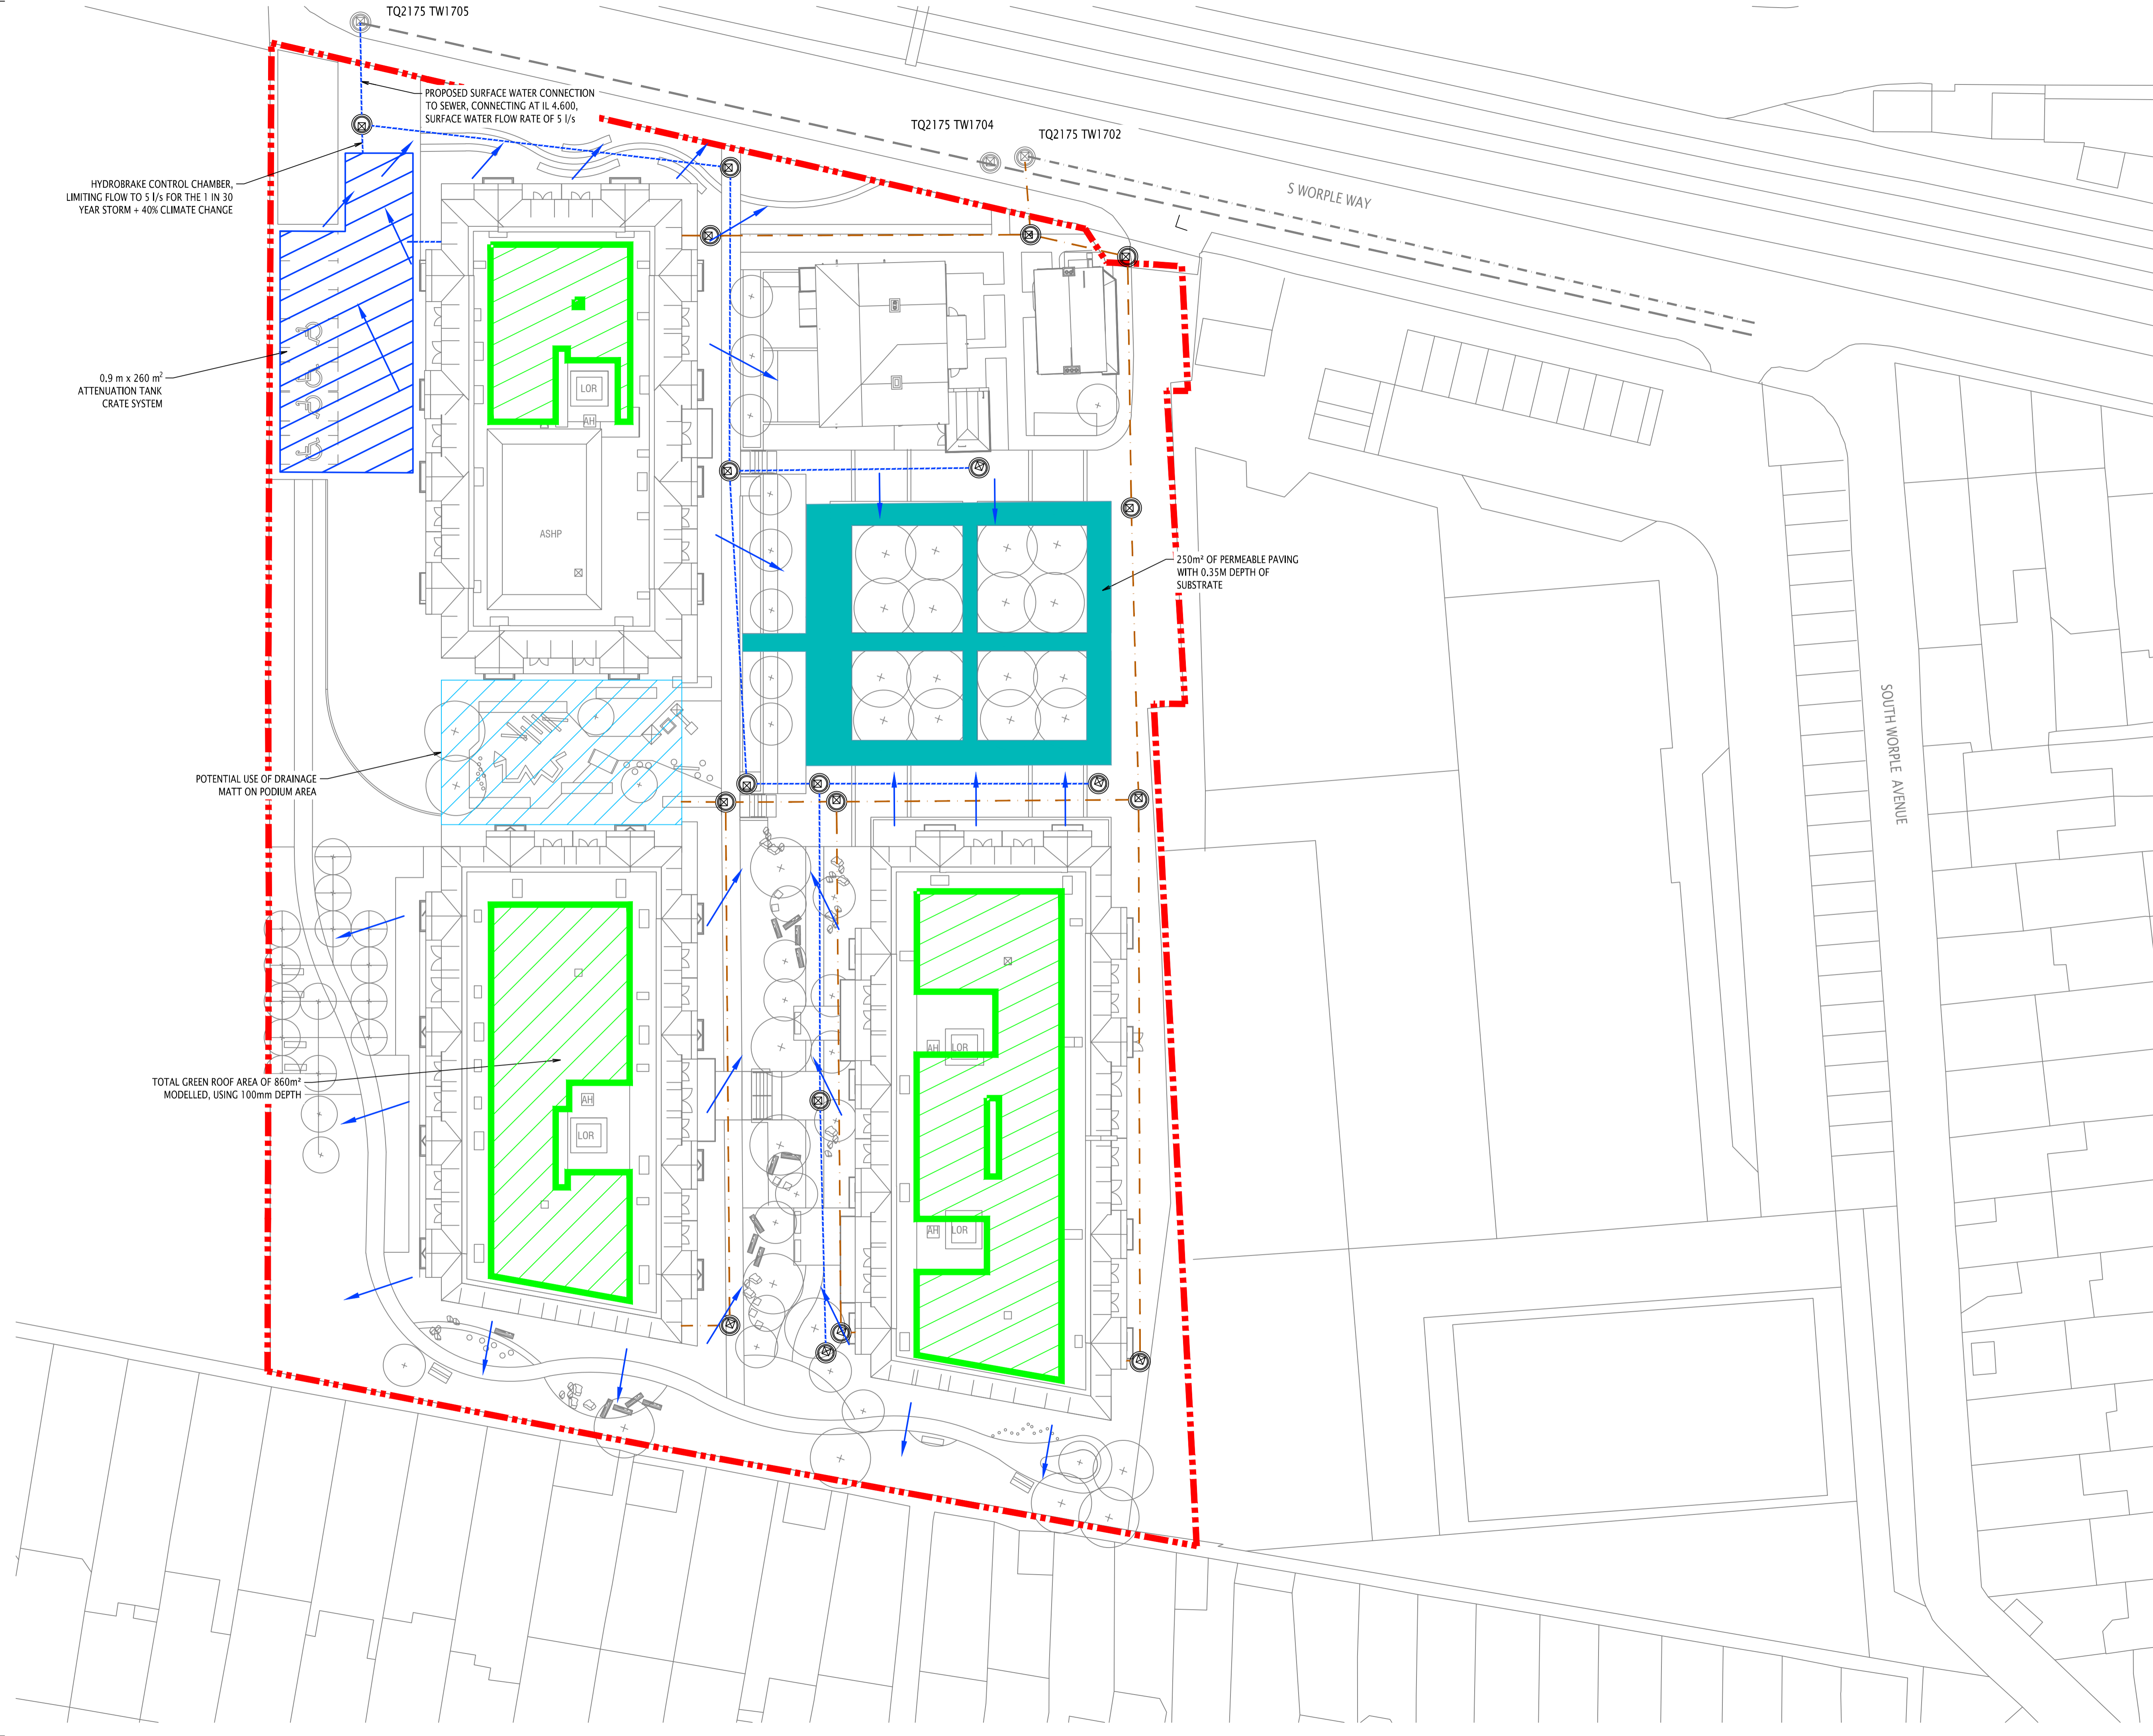 TQ2175 TW1705
PROPOSED SURFACE WATER CONNECTION
TO SEWER, CONNECTING AT IL 4.600,
SURFACE WATER FLOW RATE OF 5 l/s
TQ2175 TW1704
TQ2175 TW1702
HYDROBRAKE CONTROL CHAMBER,
LIMITING FLOW TO 5 l/s FOR THE 1 IN 30
YEAR STORM + 40% CLIMATE CHANGE
S WORPLE WAY
0.9 m x 260 m²
ATTENUATION TANK
CRATE SYSTEM
LOR
AH
ASHP
250m² OF PERMEABLE PAVING
WITH 0.35M DEPTH OF
SUBSTRATE
SOUTH WORPLE AVENUE
POTENTIAL USE OF DRAINAGE
MATT ON PODIUM AREA
AH LOR
TOTAL GREEN ROOF AREA OF 860m²
MODELLED, USING 100mm DEPTH
AH
LOR
AH LOR